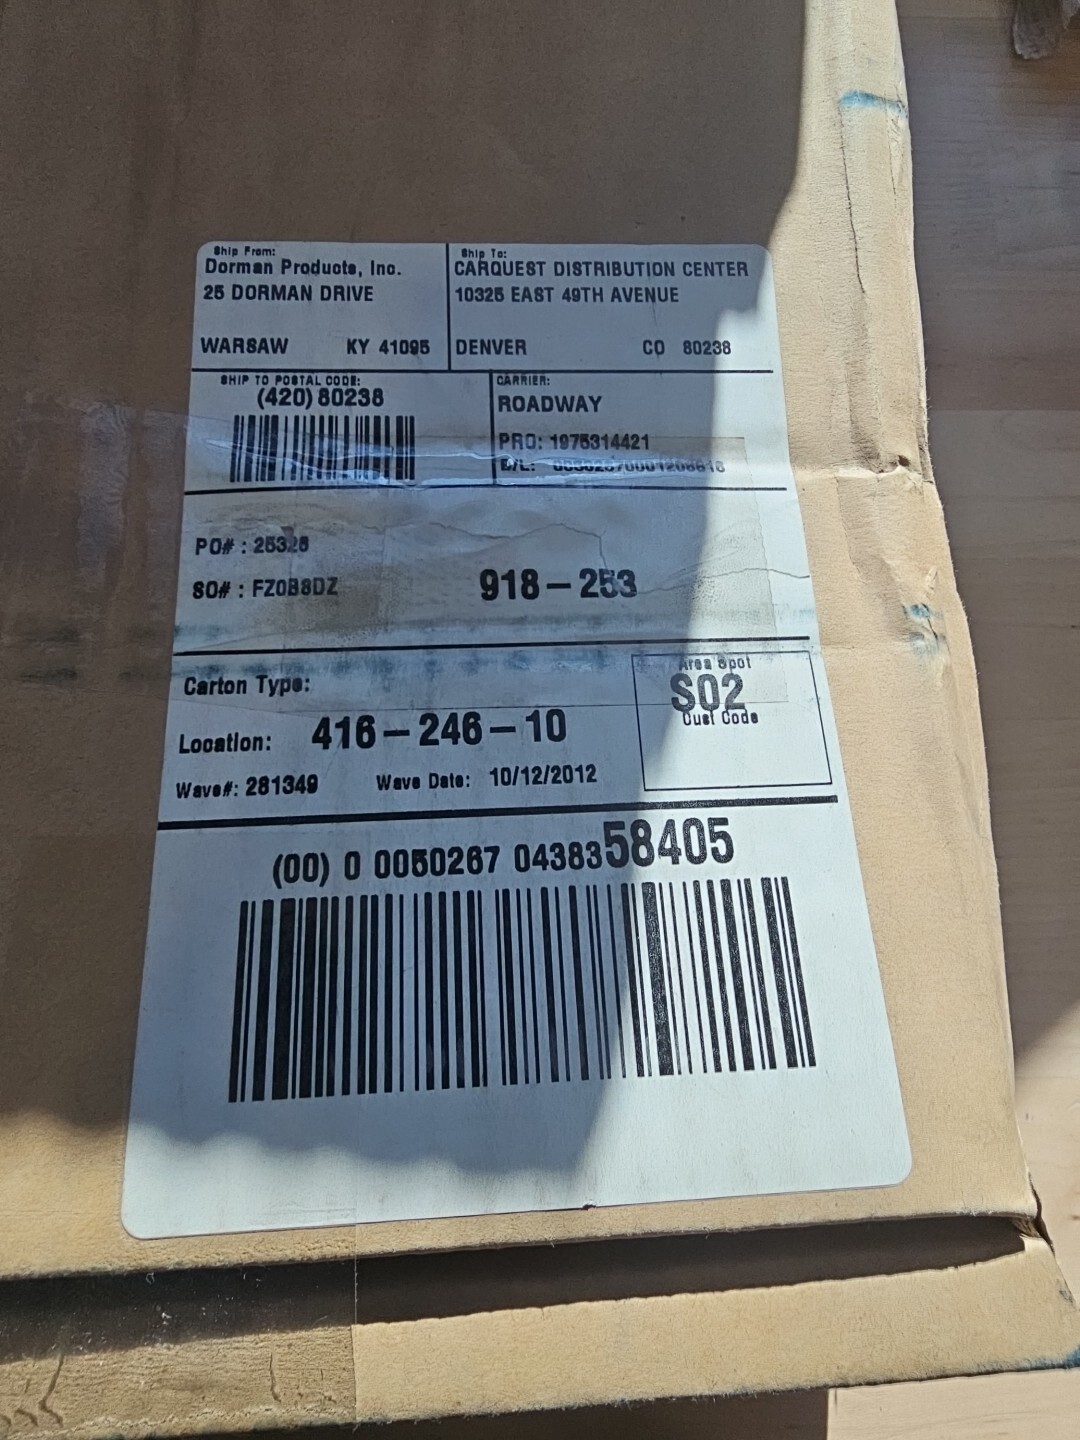 Ship From:
Dorman Products, Inc.
25 DORMAN DRIVE
WARSAW KY 41095
Ship To:
CARQUEST DISTRIBUTION CENTER
10325 EAST 49TH AVENUE
DENVER CO 80238
SHIP TO POSTAL CODE:
(420) 80238
CARRIER:
ROADWAY
PRO: 1975314421
B/L:
PO# :
SO# : FZ0B8DZ
918-253
Carton Type:
Location: 416-246-10
Wave#: 281349 Wave Date: 10/12/2012
Area Spot
S02
Cust Code
(00) 0 0050267 0438358405